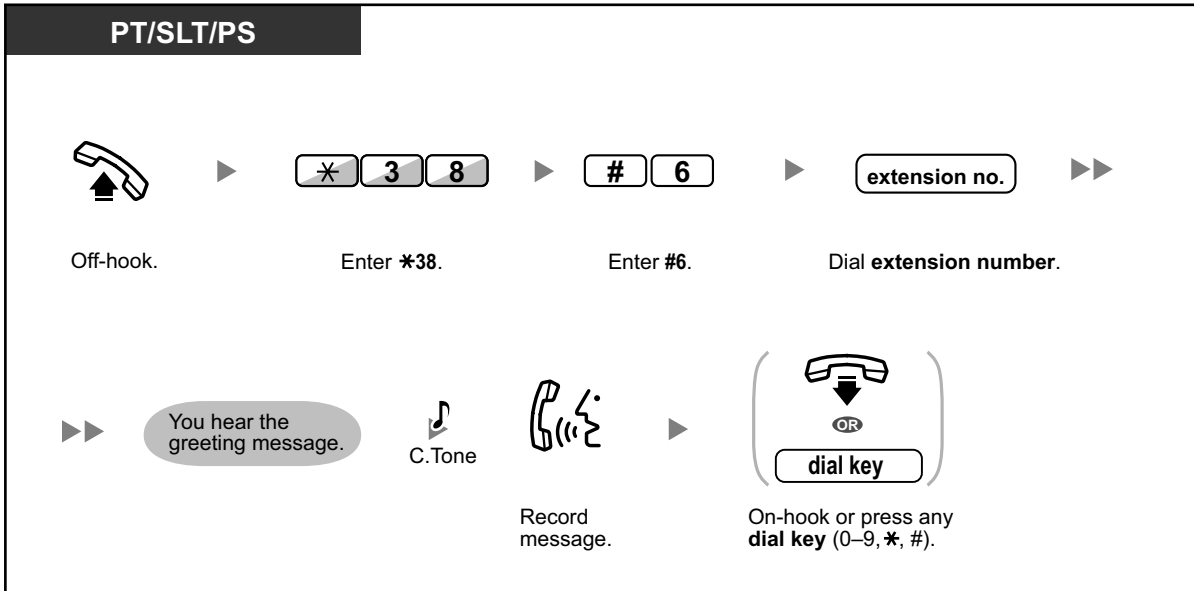 PT/SLT/PS
✳ 3 8 # 6 extension no.
Off-hook. Enter ✳38. Enter #6. Dial extension number.
You hear the
greeting message.
C.Tone
OR
dial key
Record
message.
On-hook or press any
dial key (0–9, ✳, #).